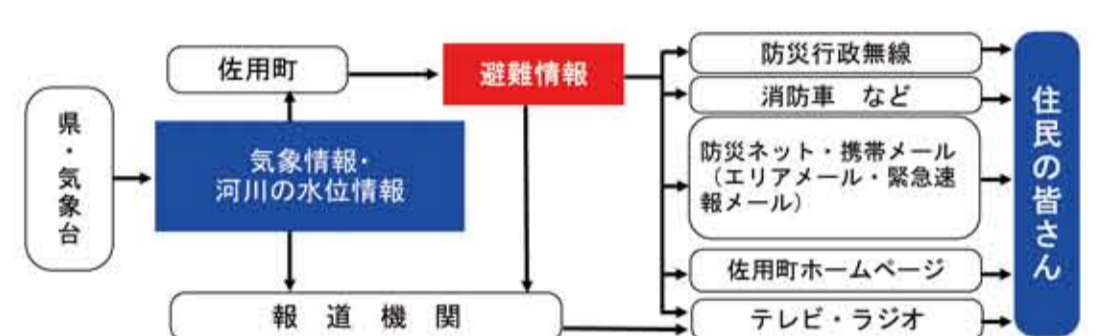 県・気象台
佐用町
気象情報・
河川の水位情報
報道機関
避難情報
防災行政無線
消防車　など
防災ネット・携帯メール
（エリアメール・緊急速
報メール）
佐用町ホームページ
テレビ・ラジオ
住民の皆さん